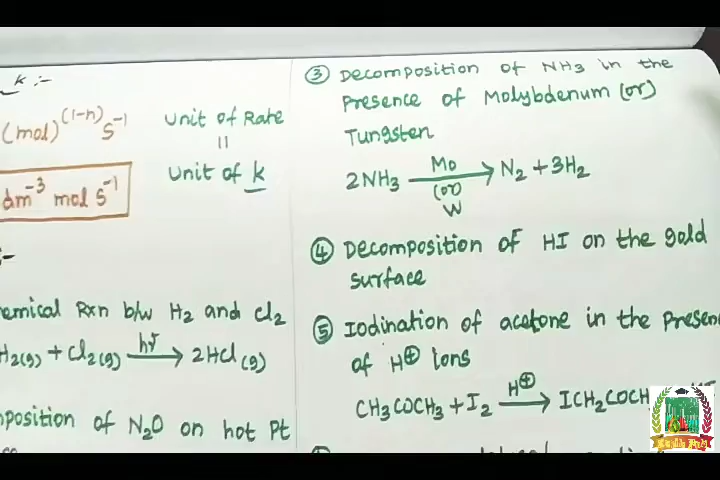 k :-
(mol)^(1-n) S^-1
dm^-3 mol S^-1
Unit of Rate
=
Unit of k
:-
emical Rxn b/w H2 and Cl2
H2(g) + Cl2(g) hν → 2HCl(g)
position of N2O on hot Pt
③ Decomposition of NH3 in the
Presence of Molybdenum (or)
Tungsten
2NH3 Mo (or) W → N2 + 3H2
④ Decomposition of HI on the gold
surface
⑤ Iodination of acetone in the Presen
of H⊕ ions
CH3COCH3 + I2 H⊕ → ICH2COCH